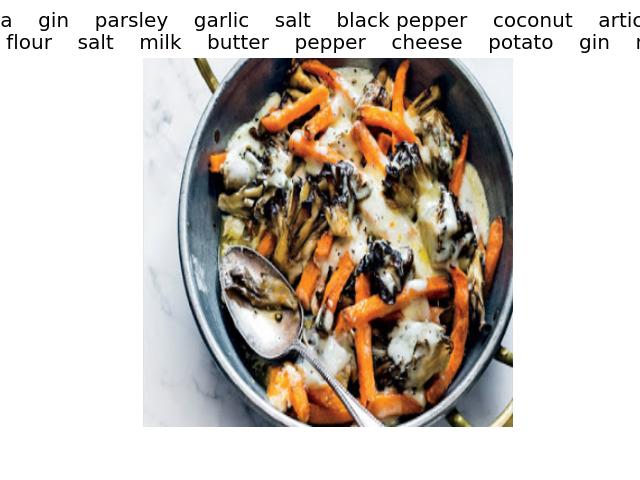 a gin parsley garlic salt black pepper coconut artic
flour salt milk butter pepper cheese potato gin